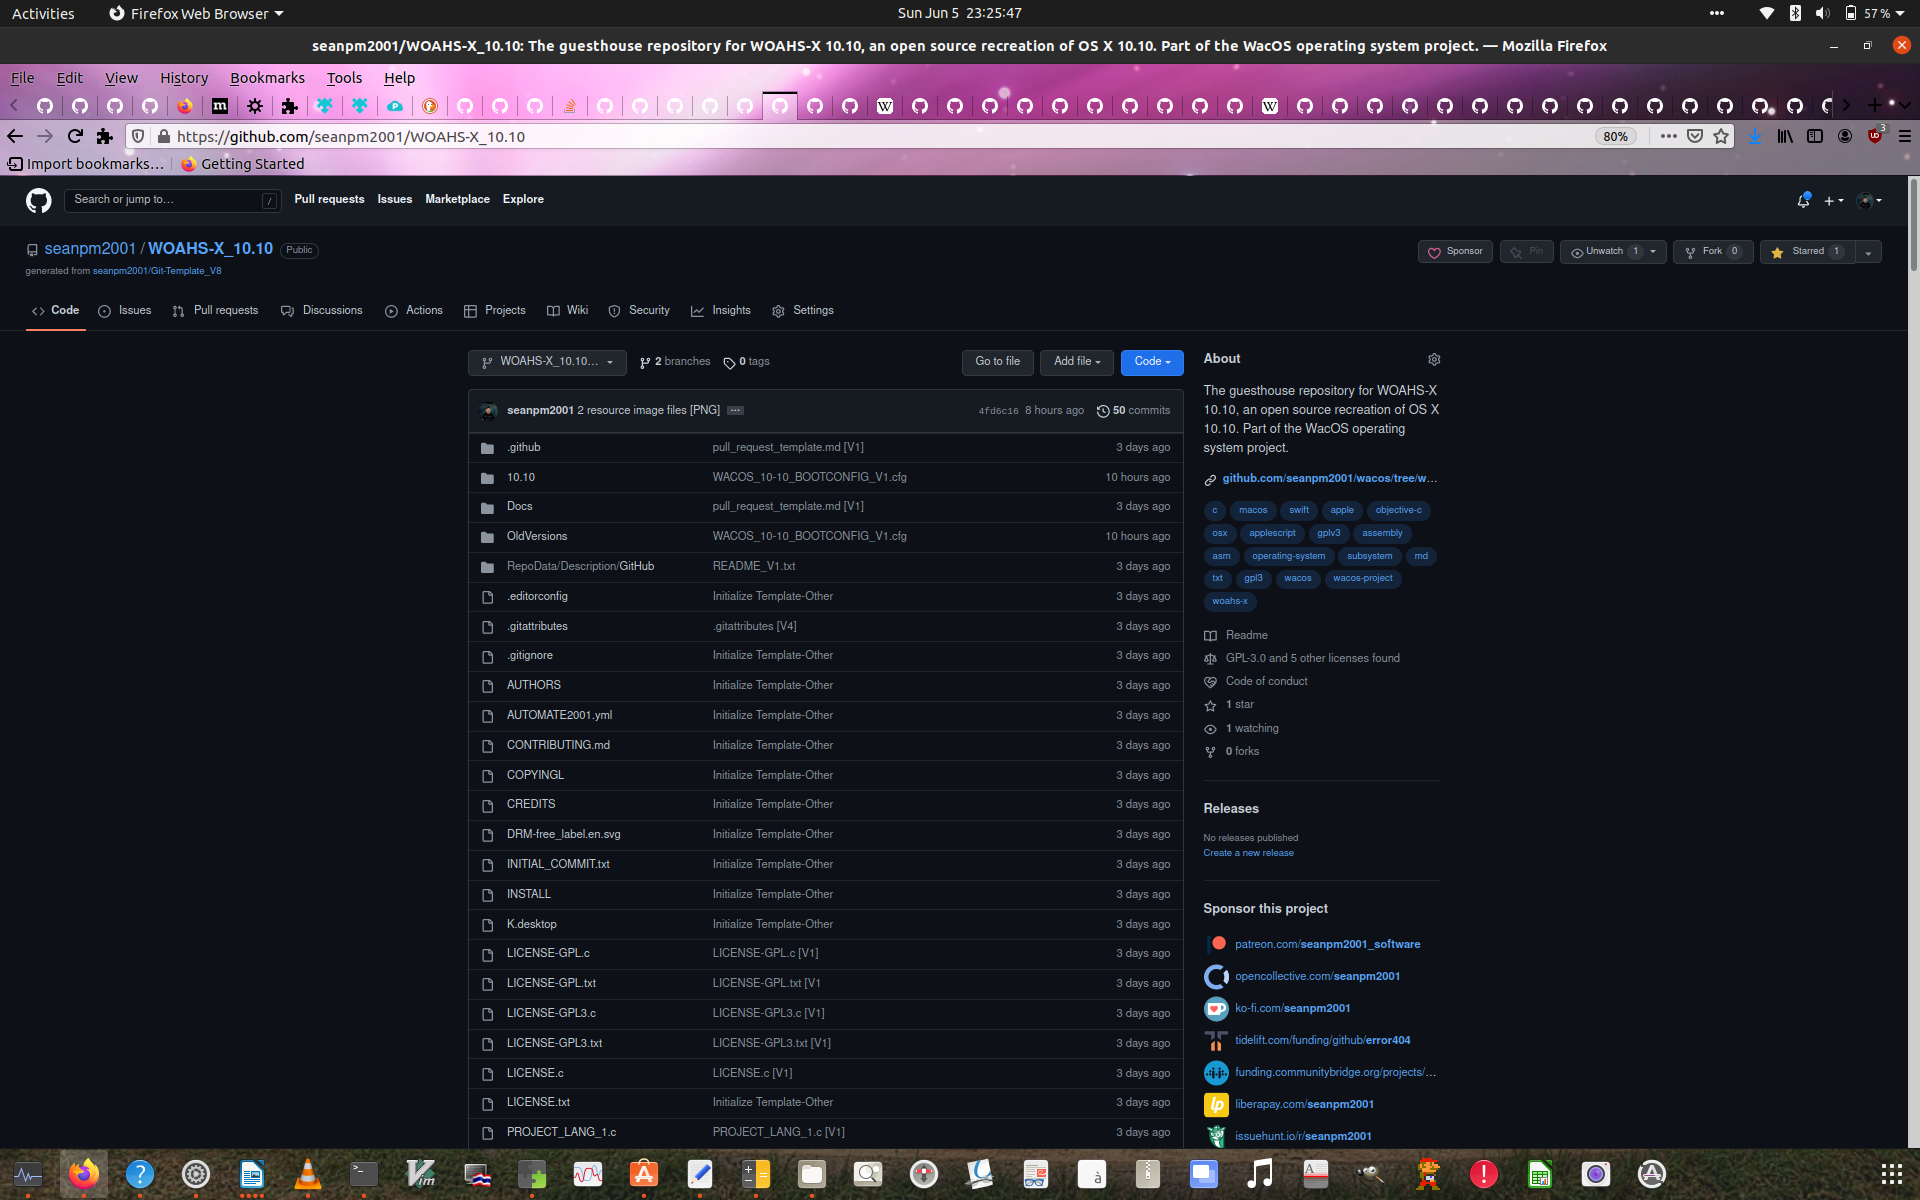 Activities
Firefox Web Browser
Sun Jun 5 23:25:47
57 %
seanpm2001/WOAHS-X_10.10: The guesthouse repository for WOAHS-X 10.10, an open source recreation of OS X 10.10. Part of the WacOS operating system project. — Mozilla Firefox
File Edit View History Bookmarks Tools Help
https://github.com/seanpm2001/WOAHS-X_10.10
80%
3
Import bookmarks…
Getting Started
Search or jump to…
/
Pull requests Issues Marketplace Explore
seanpm2001 / WOAHS-X_10.10 Public
generated from seanpm2001/Git-Template_V8
Sponsor
Pin
Unwatch 1
Fork 0
Starred 1
Code Issues Pull requests Discussions Actions Projects Wiki Security Insights Settings
WOAHS-X_10.10…
2 branches
0 tags
Go to file
Add file
Code
seanpm2001 2 resource image files [PNG] 4fd6c16 8 hours ago 50 commits
.github pull_request_template.md [V1] 3 days ago
10.10 WACOS_10-10_BOOTCONFIG_V1.cfg 10 hours ago
Docs pull_request_template.md [V1] 3 days ago
OldVersions WACOS_10-10_BOOTCONFIG_V1.cfg 10 hours ago
RepoData/Description/GitHub README_V1.txt 3 days ago
.editorconfig Initialize Template-Other 3 days ago
.gitattributes .gitattributes [V4] 3 days ago
.gitignore Initialize Template-Other 3 days ago
AUTHORS Initialize Template-Other 3 days ago
AUTOMATE2001.yml Initialize Template-Other 3 days ago
CONTRIBUTING.md Initialize Template-Other 3 days ago
COPYINGL Initialize Template-Other 3 days ago
CREDITS Initialize Template-Other 3 days ago
DRM-free_label.en.svg Initialize Template-Other 3 days ago
INITIAL_COMMIT.txt Initialize Template-Other 3 days ago
INSTALL Initialize Template-Other 3 days ago
K.desktop Initialize Template-Other 3 days ago
LICENSE-GPL.c LICENSE-GPL.c [V1] 3 days ago
LICENSE-GPL.txt LICENSE-GPL.txt [V1 3 days ago
LICENSE-GPL3.c LICENSE-GPL3.c [V1] 3 days ago
LICENSE-GPL3.txt LICENSE-GPL3.txt [V1] 3 days ago
LICENSE.c LICENSE.c [V1] 3 days ago
LICENSE.txt Initialize Template-Other 3 days ago
PROJECT_LANG_1.c PROJECT_LANG_1.c [V1] 3 days ago
About
The guesthouse repository for WOAHS-X
10.10, an open source recreation of OS X
10.10. Part of the WacOS operating
system project.
github.com/seanpm2001/wacos/tree/w…
c macos swift apple objective-c
osx applescript gplv3 assembly
asm operating-system subsystem md
txt gpl3 wacos wacos-project
woahs-x
Readme
GPL-3.0 and 5 other licenses found
Code of conduct
1 star
1 watching
0 forks
Releases
No releases published
Create a new release
Sponsor this project
patreon.com/seanpm2001_software
opencollective.com/seanpm2001
ko-fi.com/seanpm2001
tidelift.com/funding/github/error404
funding.communitybridge.org/projects/…
liberapay.com/seanpm2001
issuehunt.io/r/seanpm2001